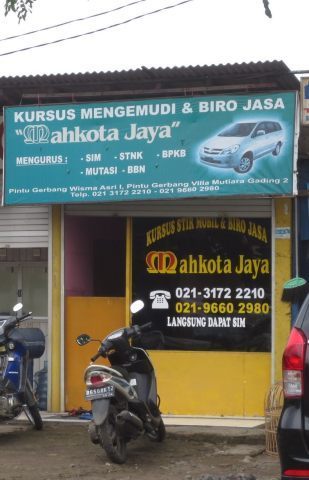 KURSUS MENGEMUDI & BIRO JASA
"Mahkota Jaya"
MENGURUS : - SIM - STNK - BPKB
- MUTASI - BBN
Pintu Gerbang Wisma Asri I, Pintu Gerbang Villa Mutiara Gading 2
Telp. 021 3172 2210 - 021 9660 2980
KURSUS STIR MOBIL & BIRO JASA
Mahkota Jaya
021-3172 2210
021-9660 2980
LANGSUNG DAPAT SIM